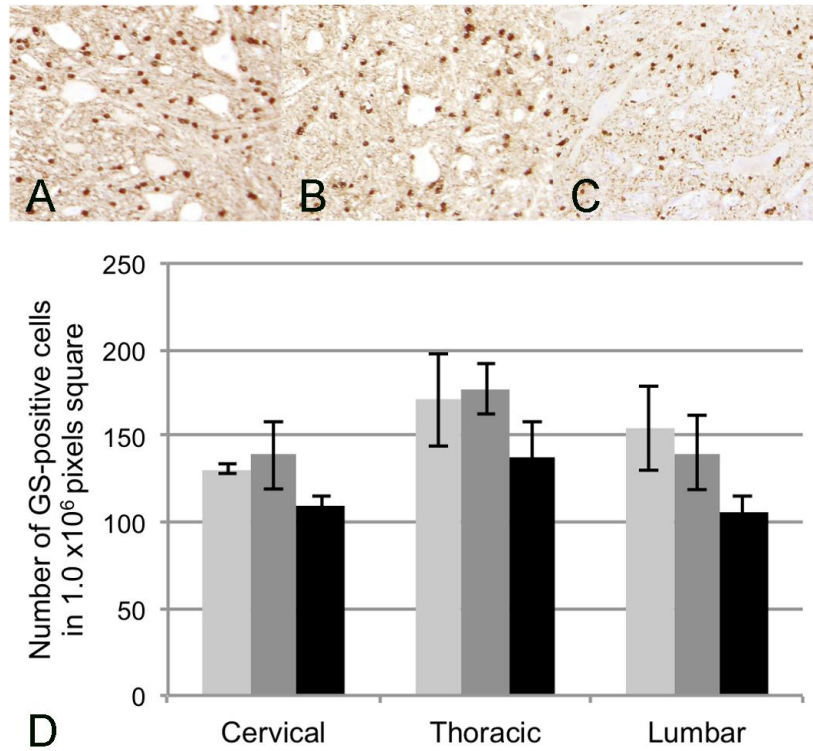 A
B
C
250
200
150
100
50
0
Number of GS-positive cells
in 1.0 x10⁶ pixels square
Cervical
Thoracic
Lumbar
D